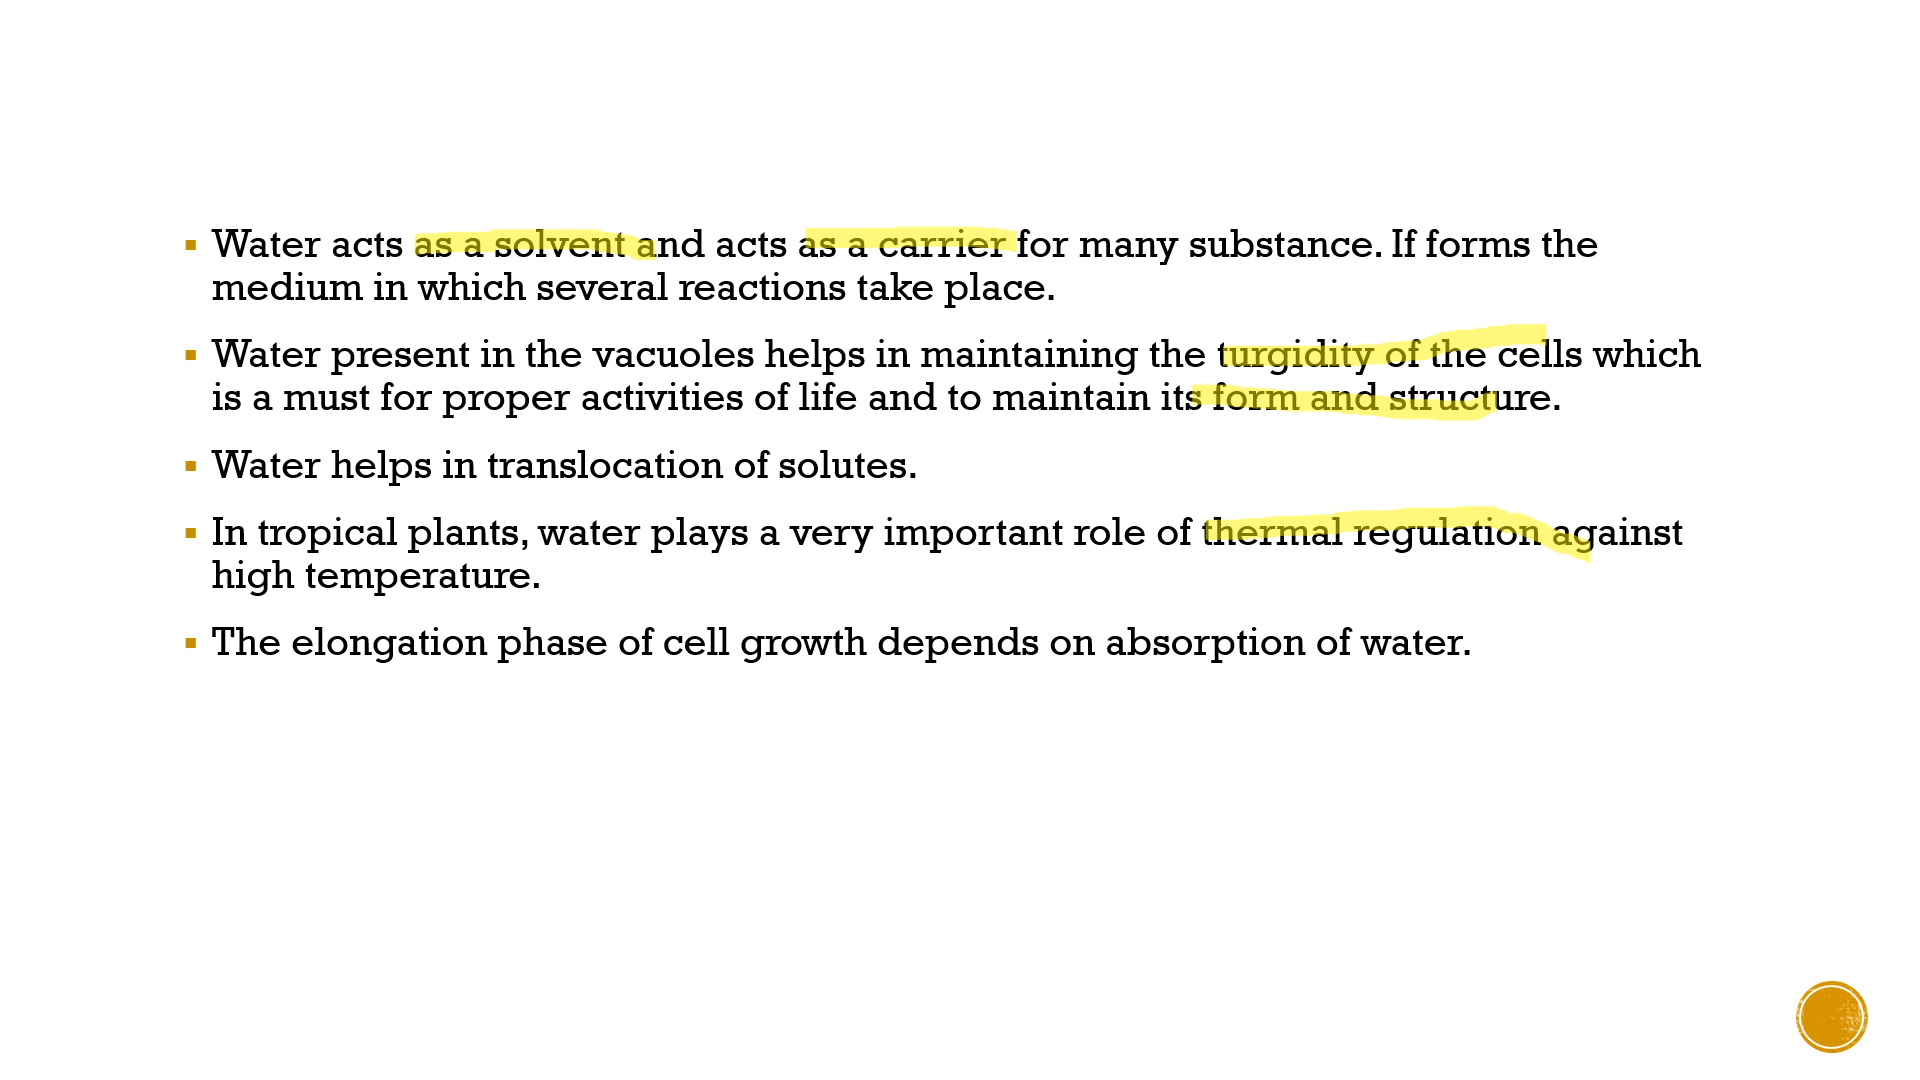 ▪ Water acts as a solvent and acts as a carrier for many substance. If forms the
medium in which several reactions take place.
▪ Water present in the vacuoles helps in maintaining the turgidity of the cells which
is a must for proper activities of life and to maintain its form and structure.
▪ Water helps in translocation of solutes.
▪ In tropical plants, water plays a very important role of thermal regulation against
high temperature.
▪ The elongation phase of cell growth depends on absorption of water.